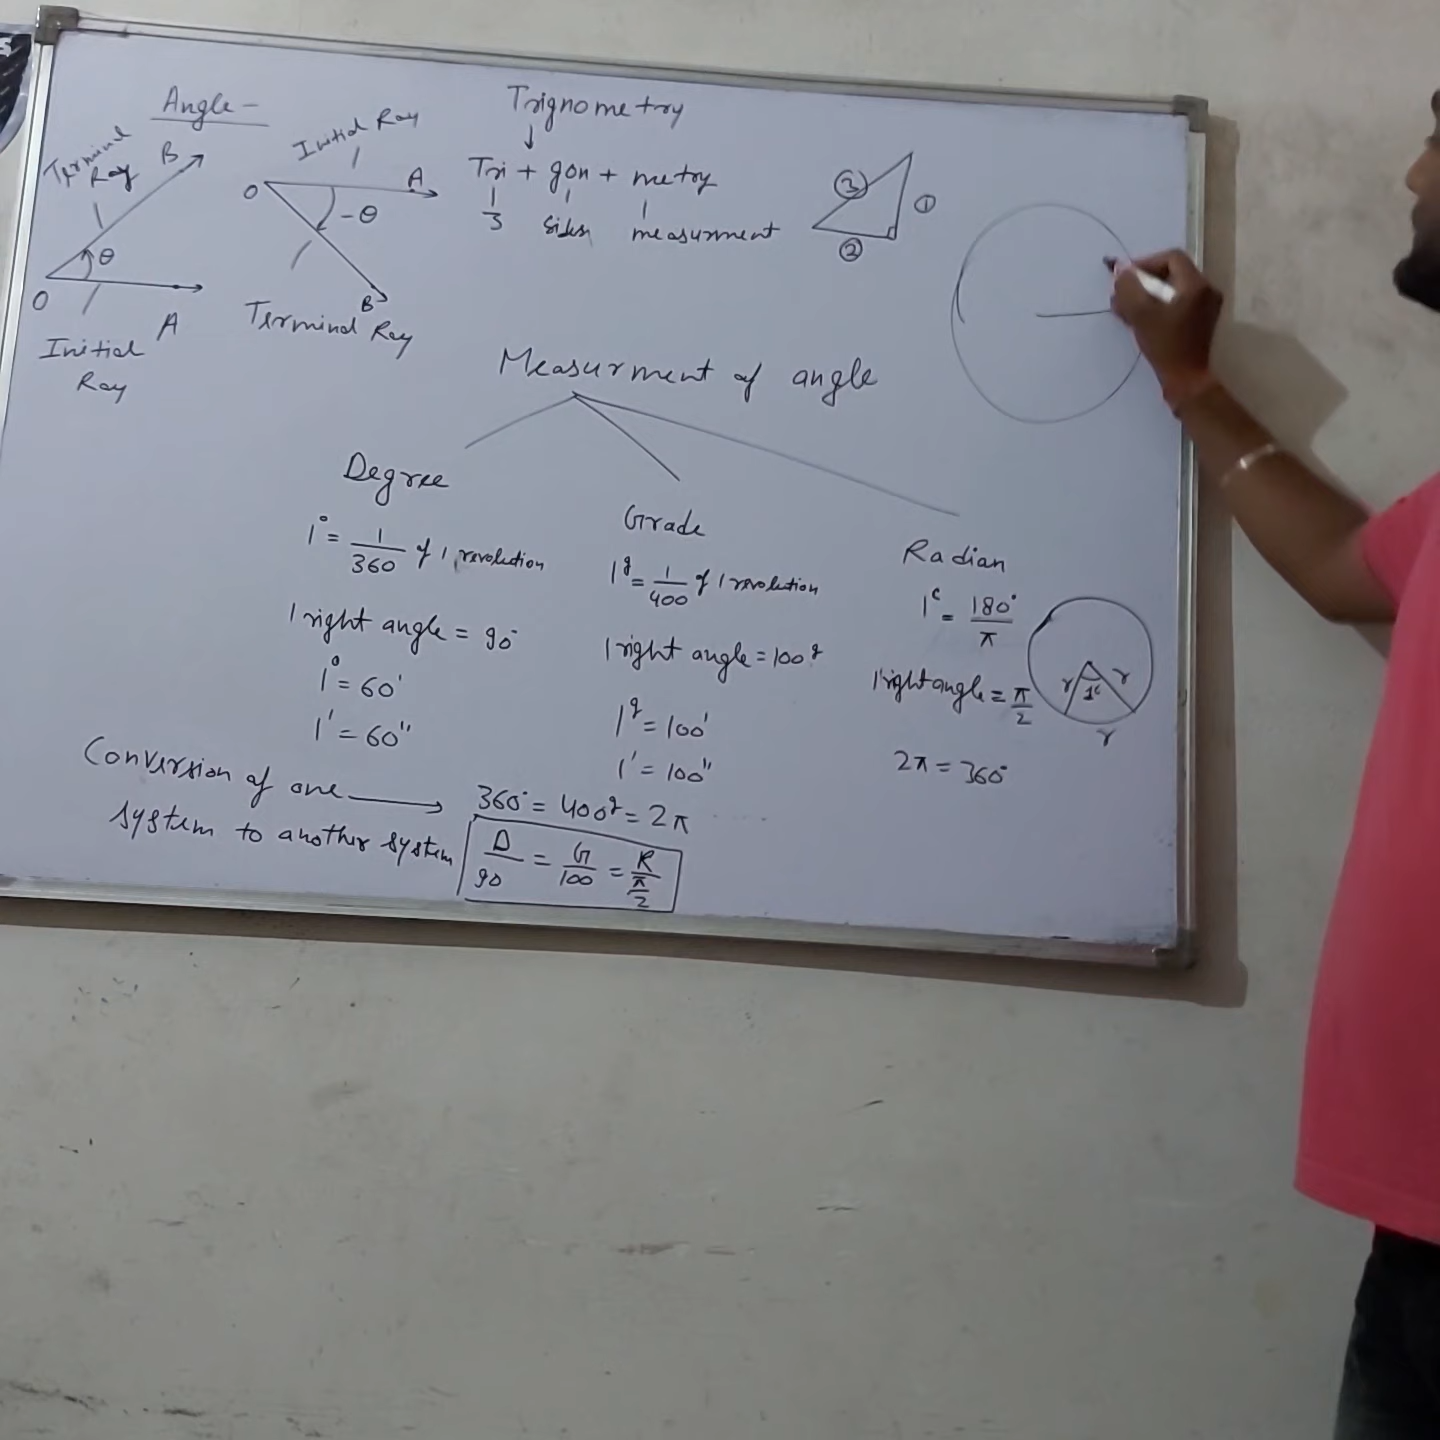 Angle -
Terminal Ray
B
θ
O
A
Initial Ray
Initial Ray
O
A
-θ
B
Terminal Ray
Trignometry
Tri + gon + metry
3 sides measurment
③
①
②
Measurment of angle
Degree
1° = 1/360 of 1 revolution
1 right angle = 90°
1° = 60'
1' = 60"
Grade
1g = 1/400 of 1 revolution
1 right angle = 100g
1g = 100'
1' = 100"
Radian
1c = 180°/π
1 right angle = π/2
2π = 360°
r
r
1c
r
Conversion of one
system to another system
360° = 400g = 2π
D/90 = G/100 = R/(π/2)